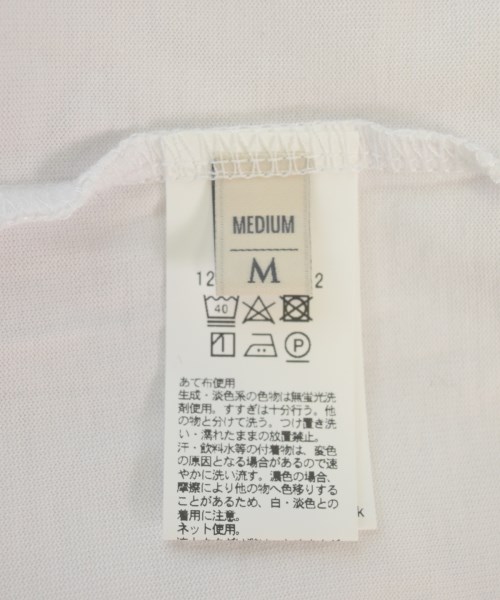 MEDIUM
12 M 2
40
P
あて布使用
生成・淡色系の色物は無蛍光洗
剤使用。すすぎは十分行う。他
の物と分けて洗う。つけ置き洗
い・濡れたままの放置禁止。
汗・飲料水等の付着物は、変色
の原因となる場合があるので速
やかに洗い流す。濃色の場合、
摩擦により他の物へ色移りする
ことがあるため、白・淡色との
着用に注意。
ネット使用。
k